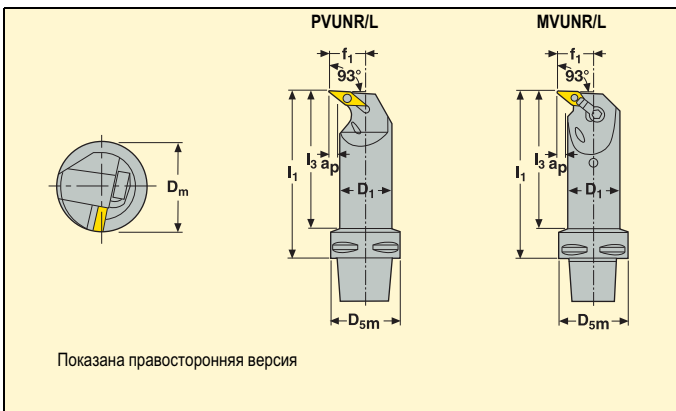 PVUNR/L
MVUNR/L
f1
93°
f1
93°
Dm
l1
l3
ap
D1
l1
l3
ap
D1
D5m
D5m
Показана правосторонняя версия